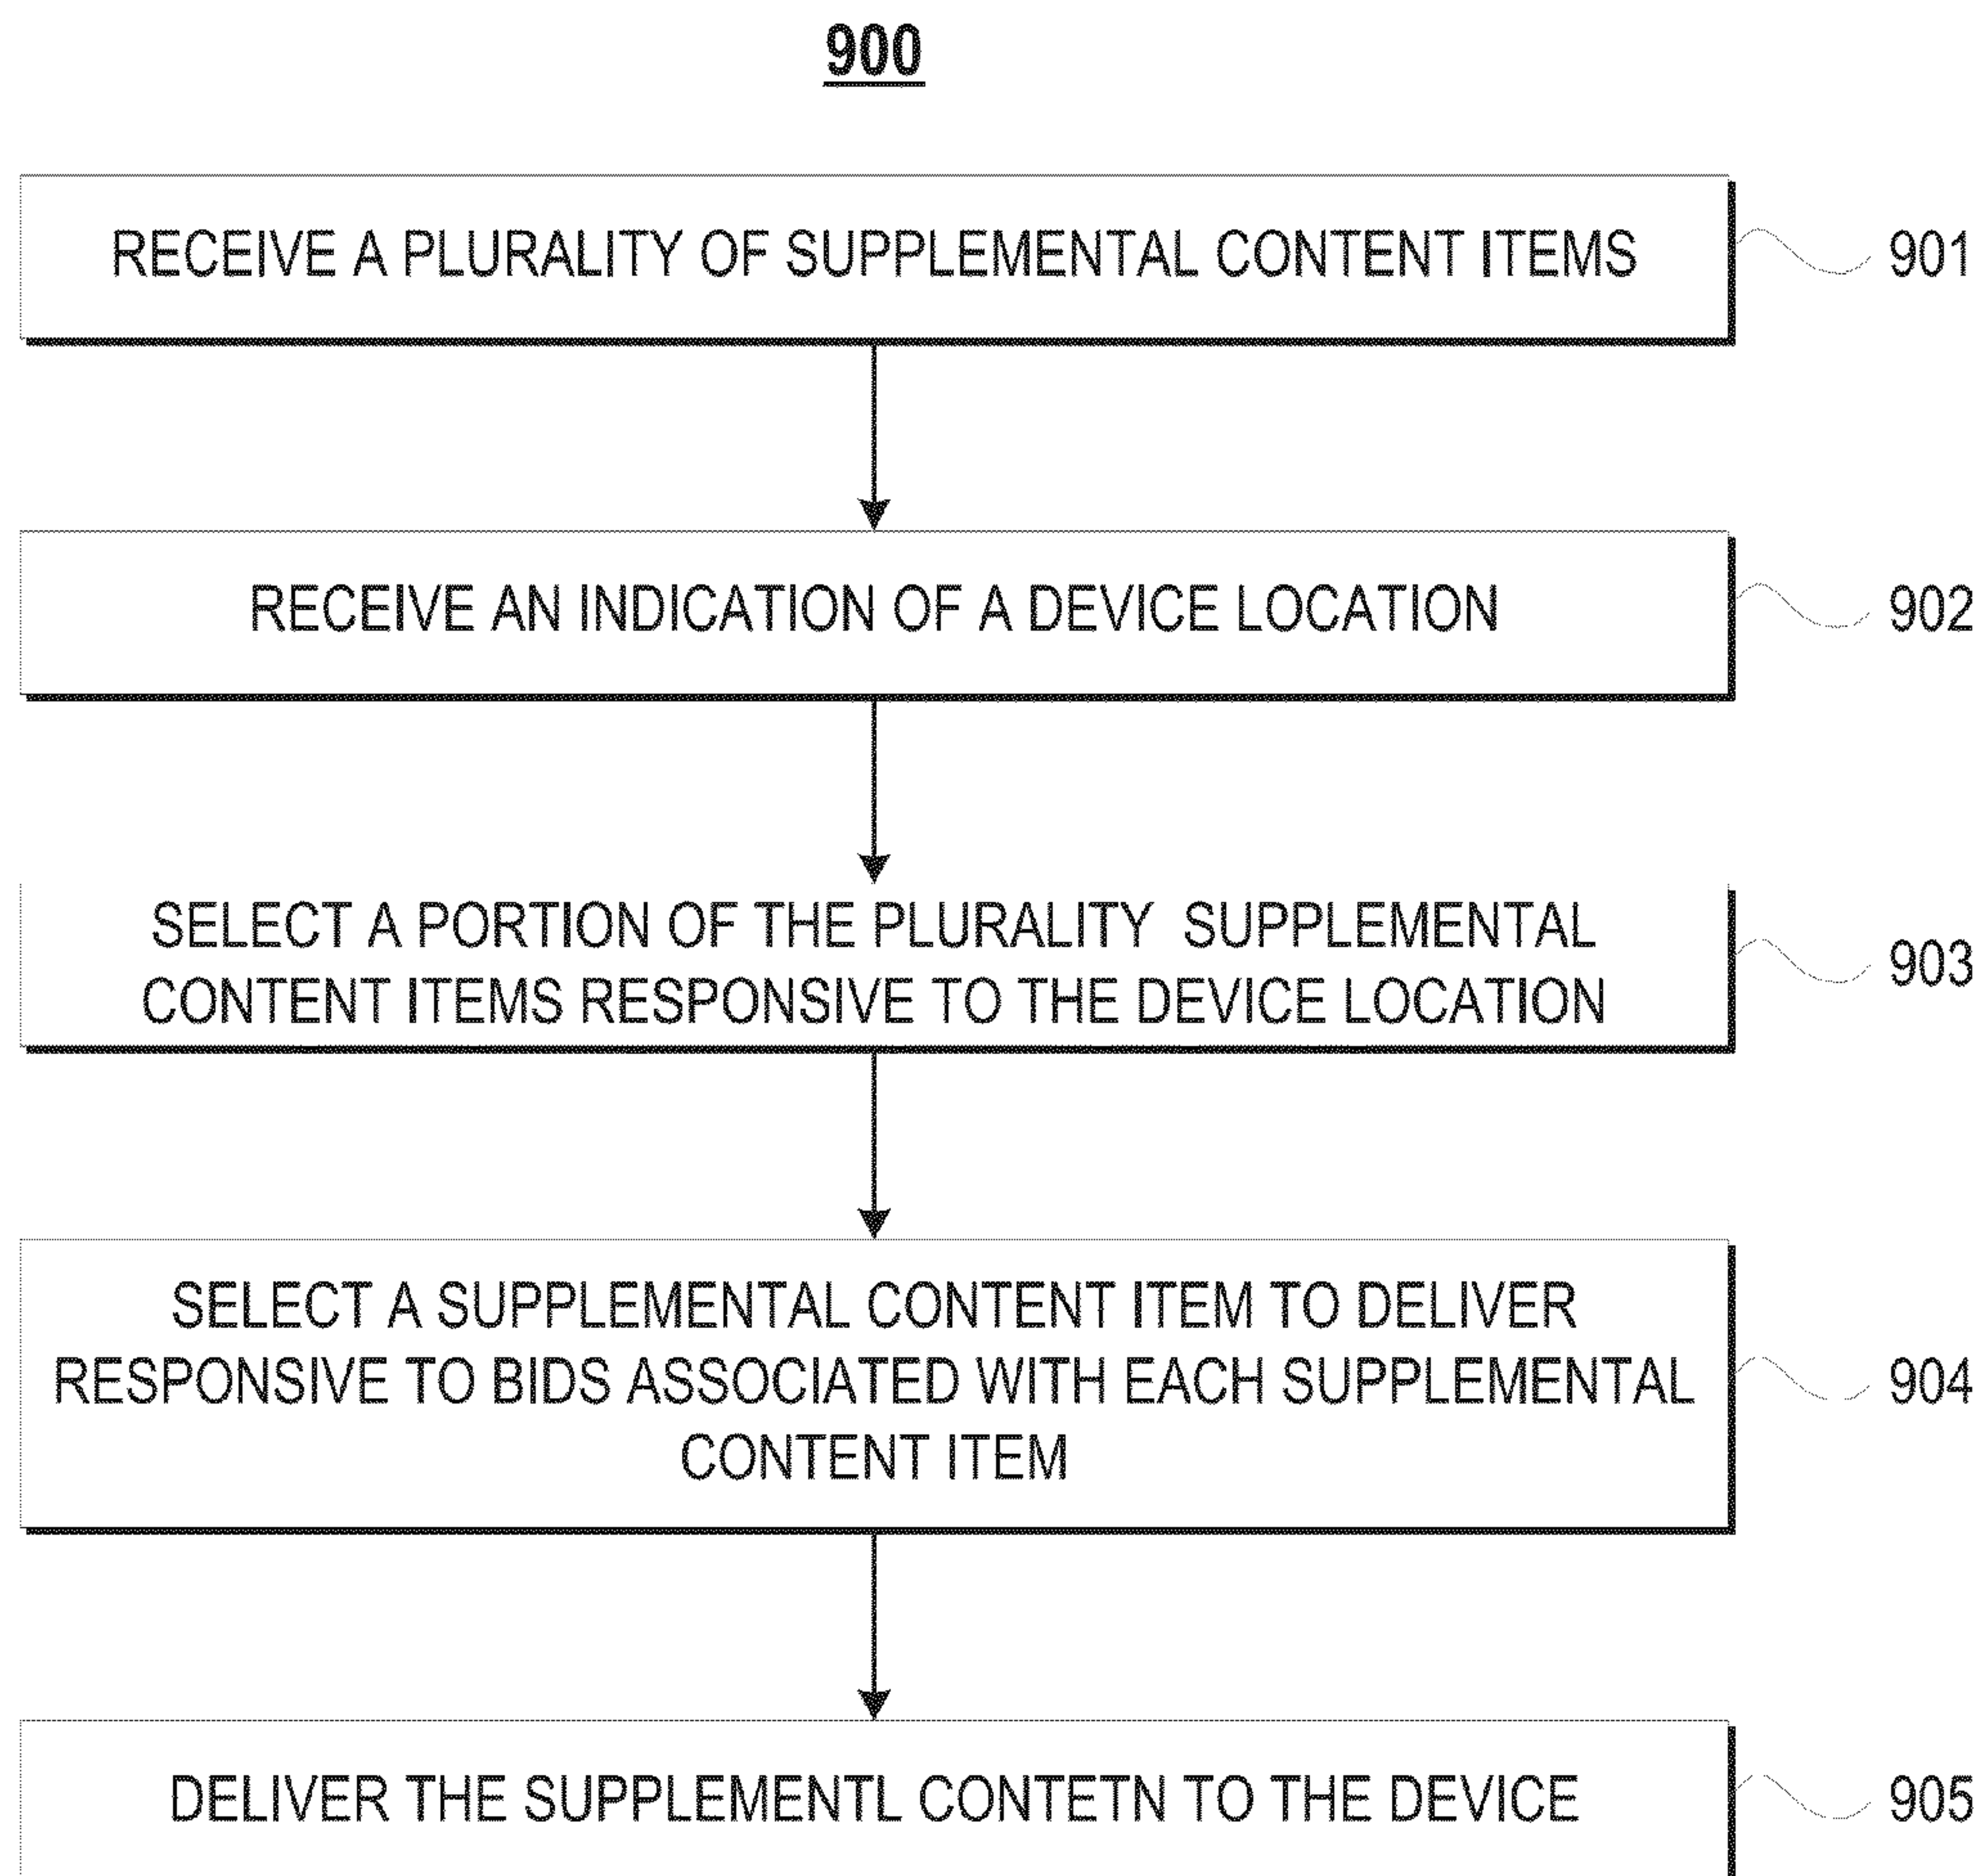 900
RECEIVE A PLURALITY OF SUPPLEMENTAL CONTENT ITEMS
901
RECEIVE AN INDICATION OF A DEVICE LOCATION
902
SELECT A PORTION OF THE PLURALITY SUPPLEMENTAL
CONTENT ITEMS RESPONSIVE TO THE DEVICE LOCATION
903
SELECT A SUPPLEMENTAL CONTENT ITEM TO DELIVER
RESPONSIVE TO BIDS ASSOCIATED WITH EACH SUPPLEMENTAL
CONTENT ITEM
904
DELIVER THE SUPPLEMENTL CONTETN TO THE DEVICE
905